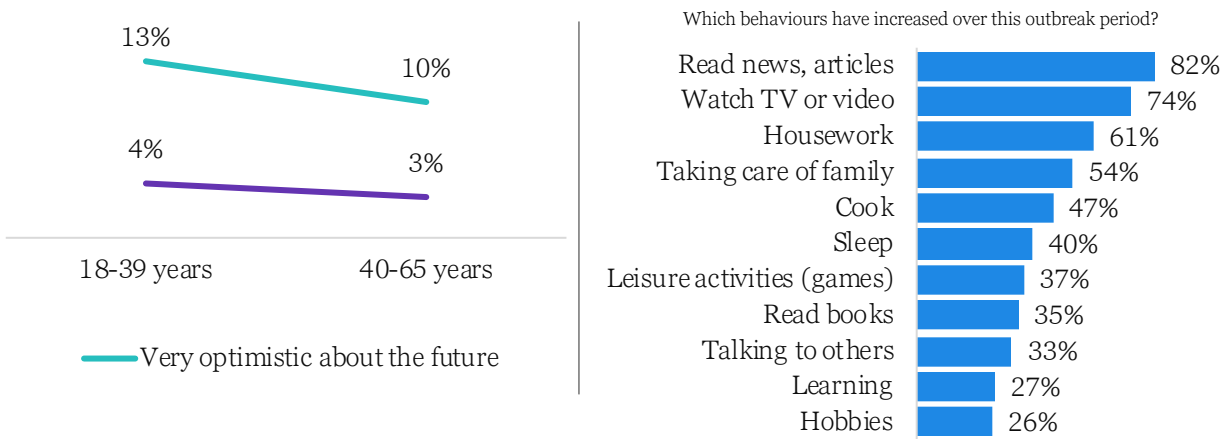 13%
10%
4%
3%
18-39 years
40-65 years
Very optimistic about the future
Which behaviours have increased over this outbreak period?
Read news, articles 82%
Watch TV or video 74%
Housework 61%
Taking care of family 54%
Cook 47%
Sleep 40%
Leisure activities (games) 37%
Read books 35%
Talking to others 33%
Learning 27%
Hobbies 26%